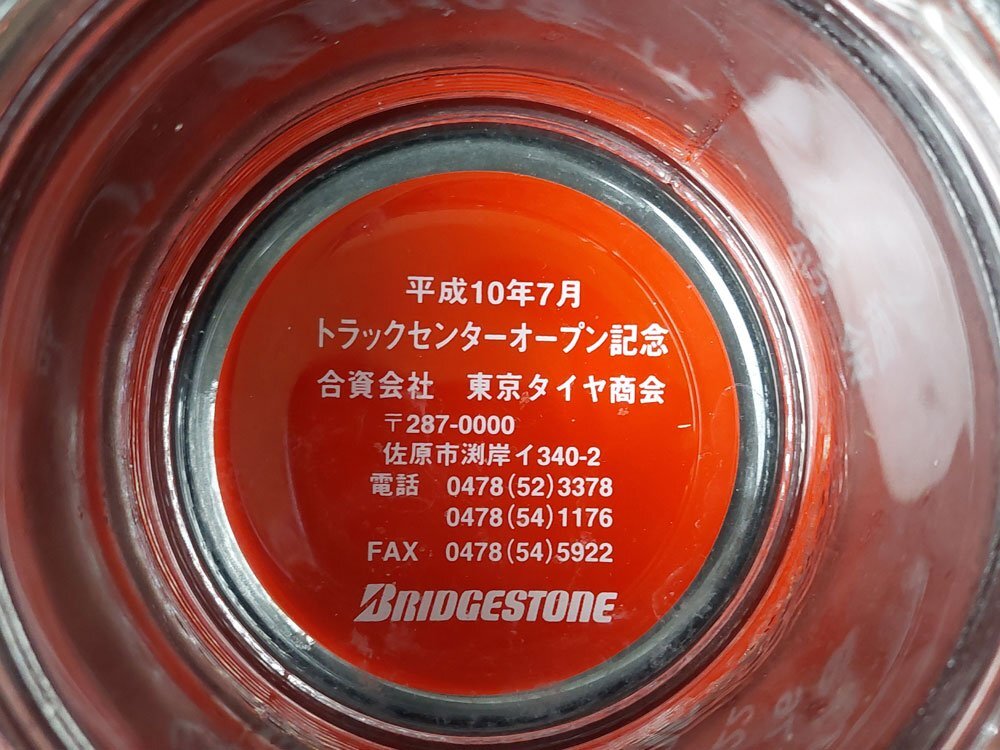 平成10年7月
トラックセンターオープン記念
合資会社　東京タイヤ商会
〒287-0000
佐原市渕岸イ340-2
電話　0478(52)3378
0478(54)1176
FAX　0478(54)5922
BRIDGESTONE